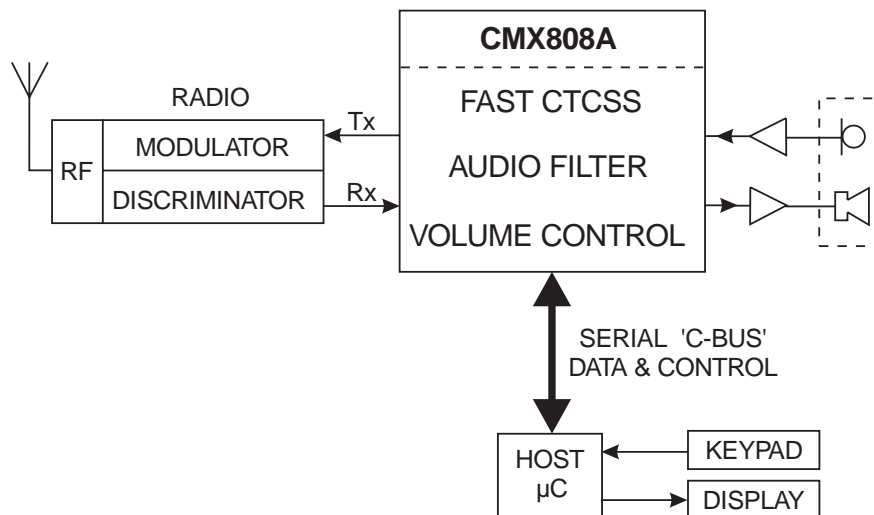 CMX808A
FAST CTCSS
AUDIO FILTER
VOLUME CONTROL
RADIO
RF
MODULATOR
DISCRIMINATOR
Tx
Rx
SERIAL 'C-BUS'
DATA & CONTROL
HOST
µC
KEYPAD
DISPLAY